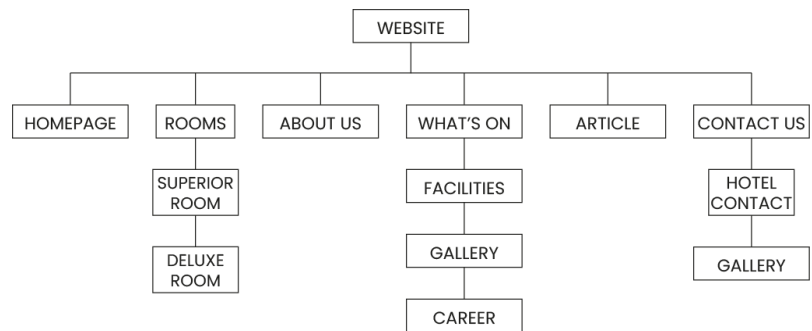 WEBSITE
HOMEPAGE
ROOMS
ABOUT US
WHAT'S ON
ARTICLE
CONTACT US
SUPERIOR
ROOM
FACILITIES
HOTEL
CONTACT
DELUXE
ROOM
GALLERY
GALLERY
CAREER